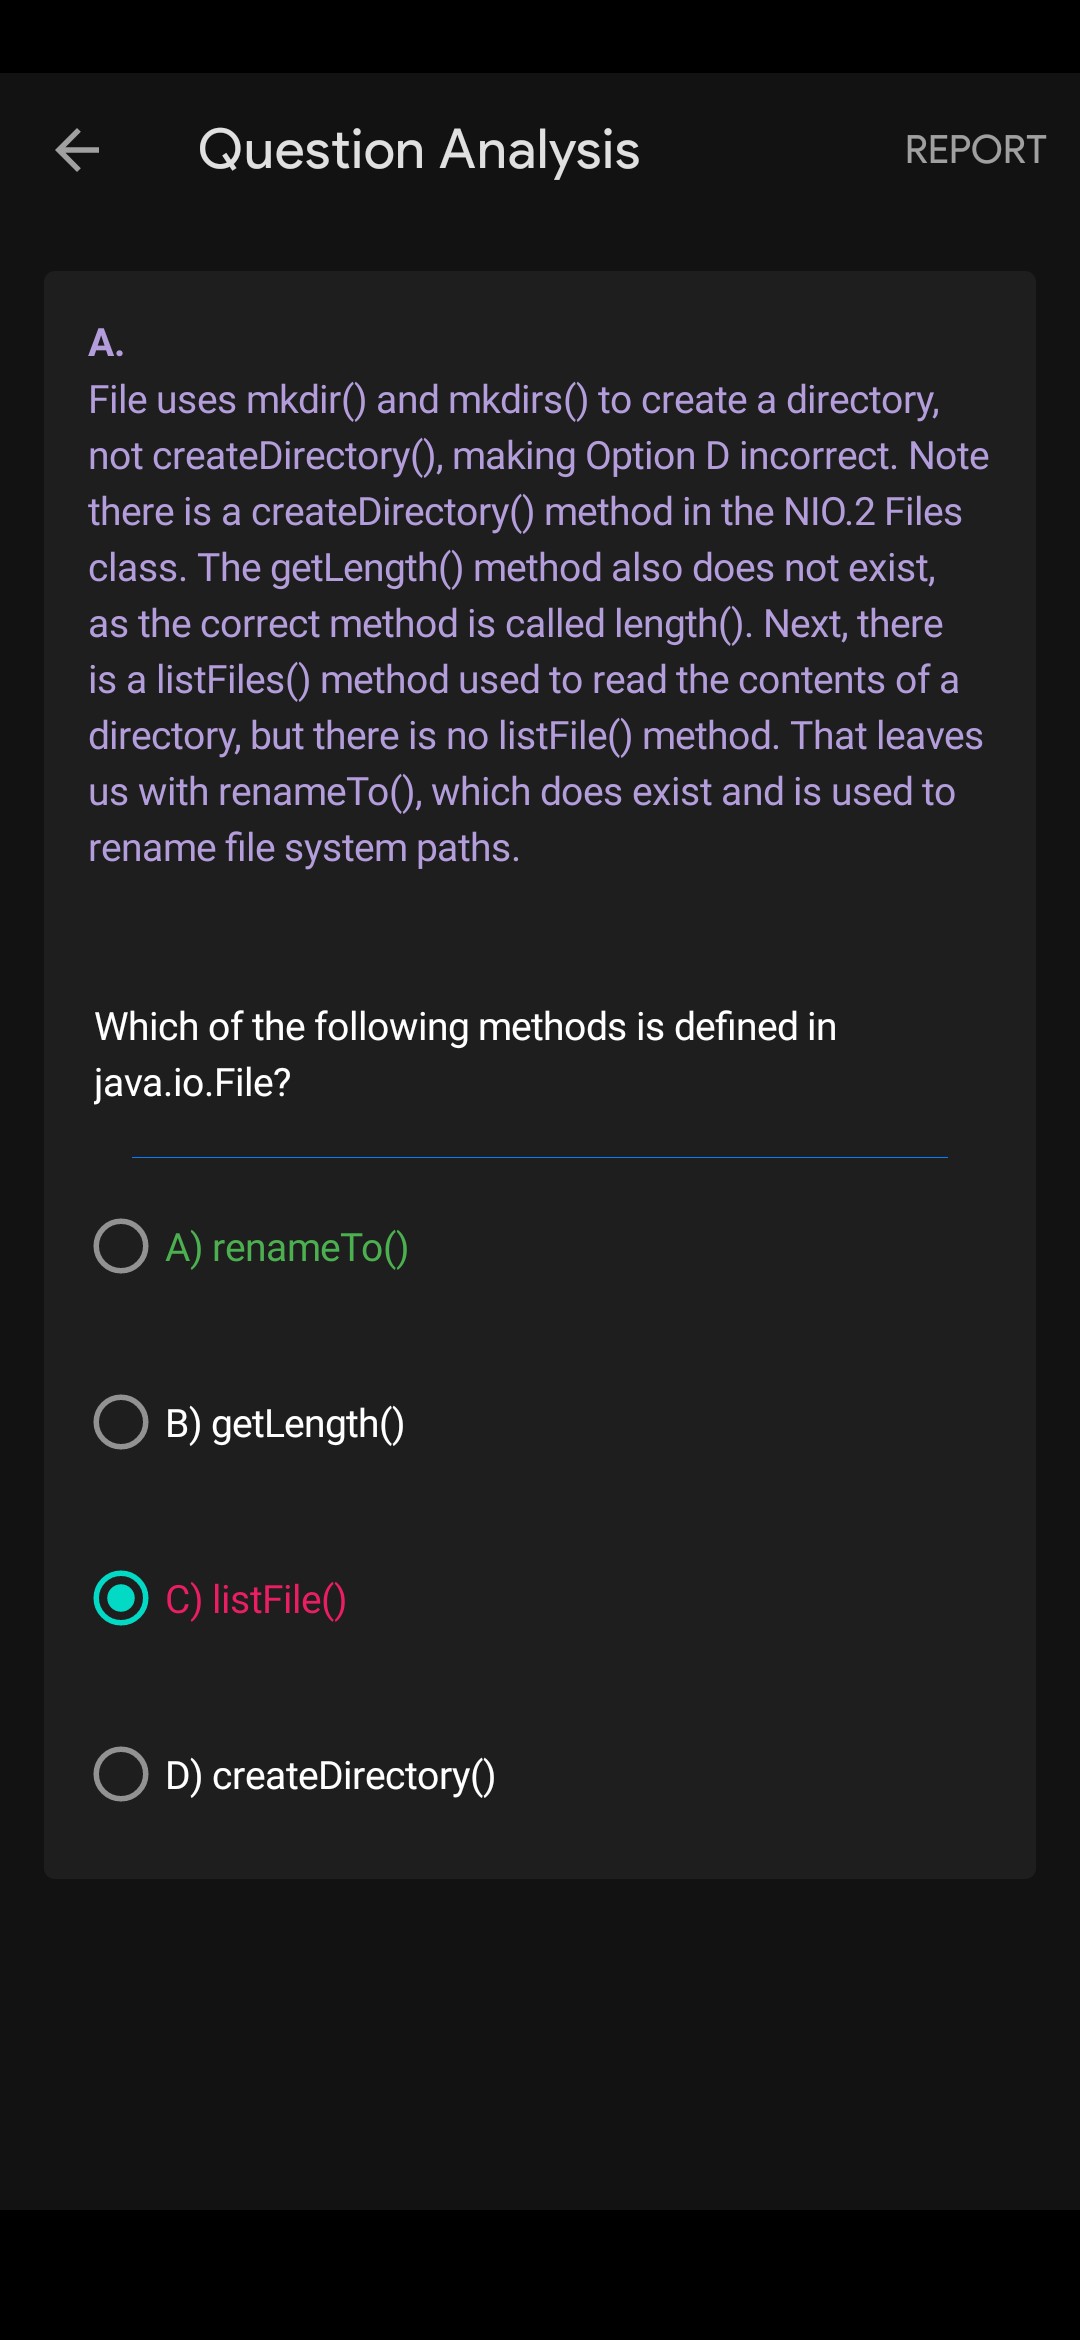 Question Analysis
REPORT
A.
File uses mkdir() and mkdirs() to create a directory,
not createDirectory(), making Option D incorrect. Note
there is a createDirectory() method in the NIO.2 Files
class. The getLength() method also does not exist,
as the correct method is called length(). Next, there
is a listFiles() method used to read the contents of a
directory, but there is no listFile() method. That leaves
us with renameTo(), which does exist and is used to
rename file system paths.
Which of the following methods is defined in
java.io.File?
A) renameTo()
B) getLength()
C) listFile()
D) createDirectory()